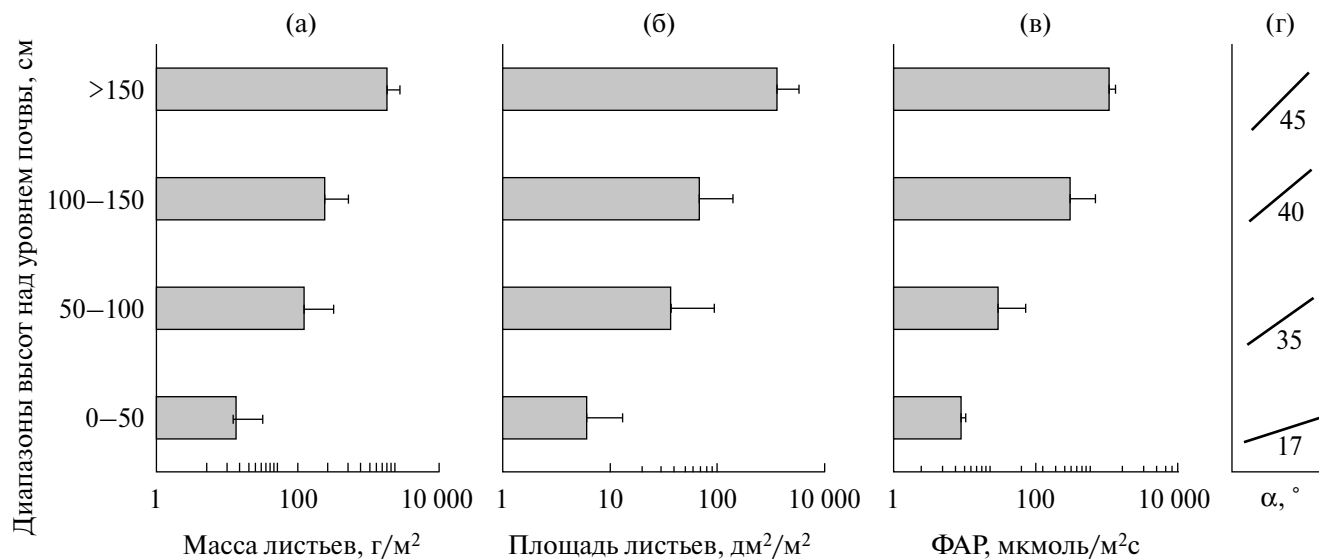 (а) (б) (в) (г)
Диапазоны высот над уровнем почвы, см
>150
45
100–150
40
50–100
35
0–50
17
1 100 10 000 1 10 100 10 000 1 100 10 000 α, °
Масса листьев, г/м² Площадь листьев, дм²/м² ФАР, мкмоль/м²с